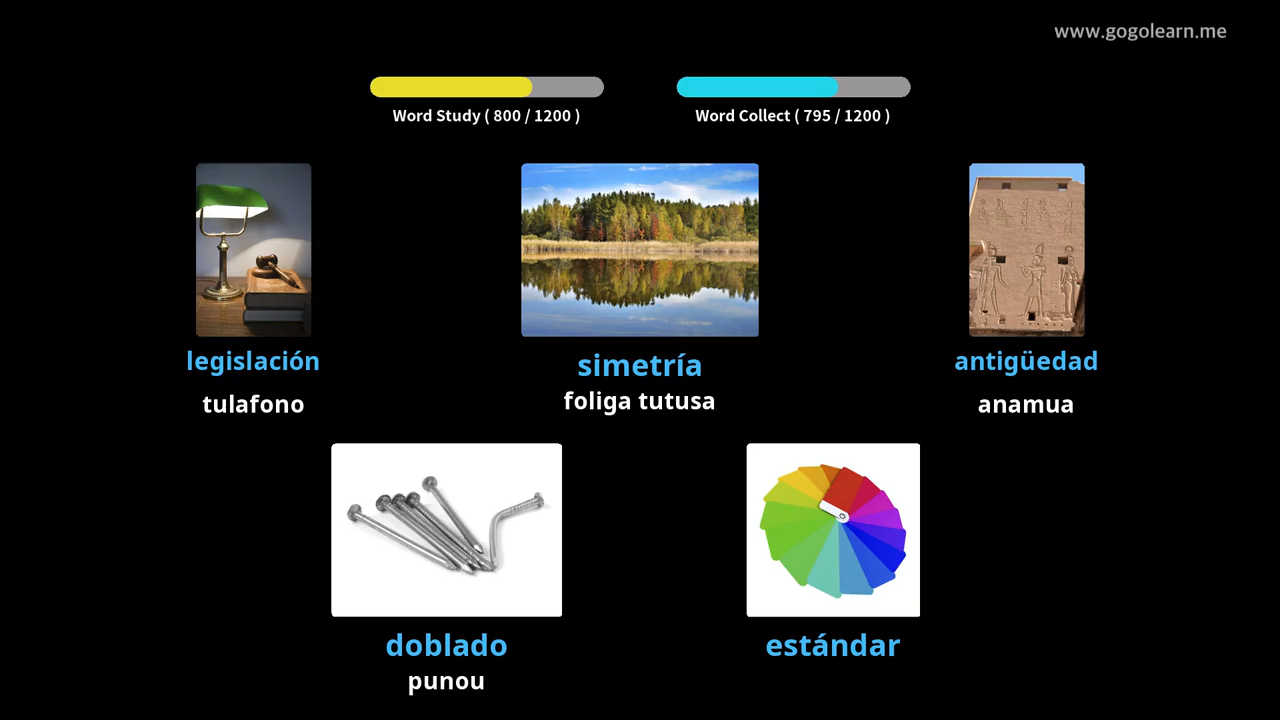 www.gogolearn.me
Word Study ( 800 / 1200 )
Word Collect ( 795 / 1200 )
legislación
simetría
antigüedad
tulafono
foliga tutusa
anamua
doblado
estándar
punou